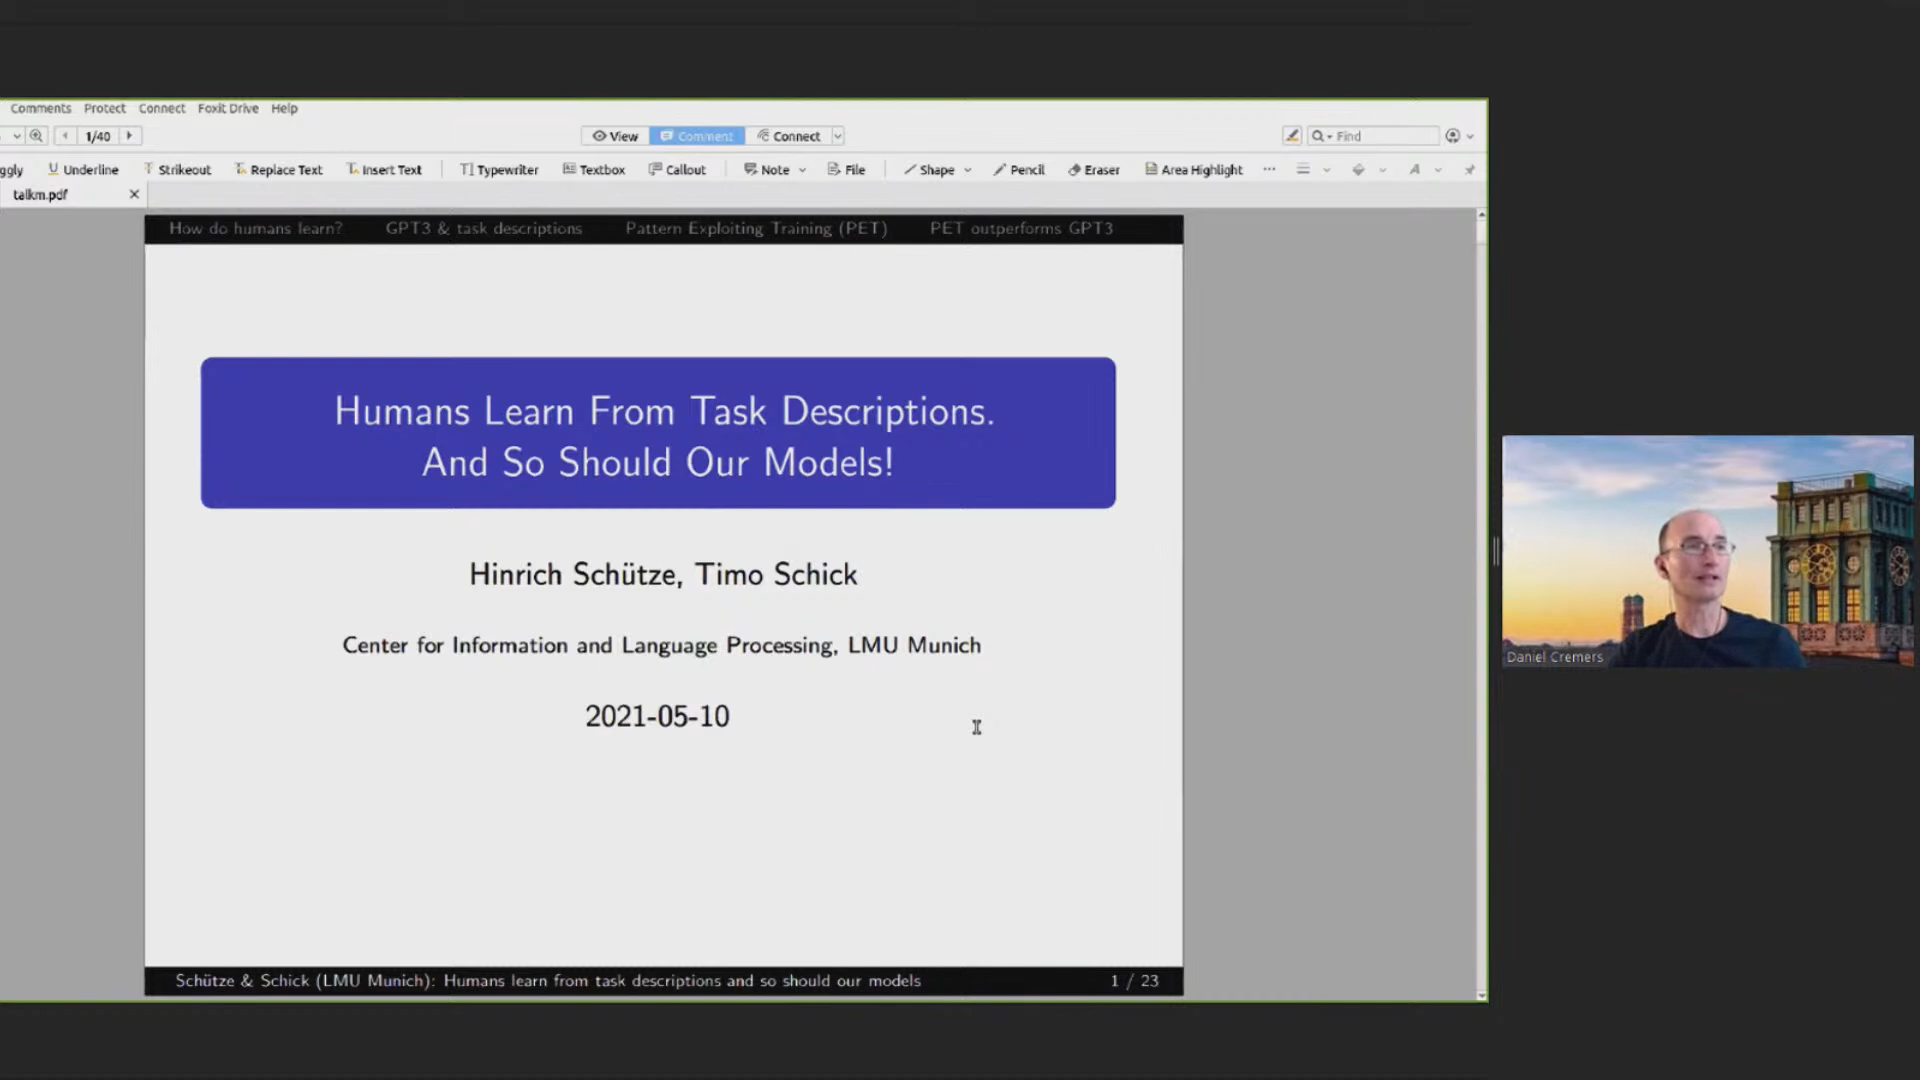 Comments Protect Connect Foxit Drive Help
1/40 View Comment Connect Find
ggly Underline Strikeout Replace Text Insert Text Typewriter Textbox Callout Note File Shape Pencil Eraser Area Highlight ...
talkm.pdf
How do humans learn? GPT3 & task descriptions Pattern Exploiting Training (PET) PET outperforms GPT3
Humans Learn From Task Descriptions.
And So Should Our Models!
Hinrich Schütze, Timo Schick
Center for Information and Language Processing, LMU Munich
2021-05-10
Schütze & Schick (LMU Munich): Humans learn from task descriptions and so should our models 1 / 23
Daniel Cremers